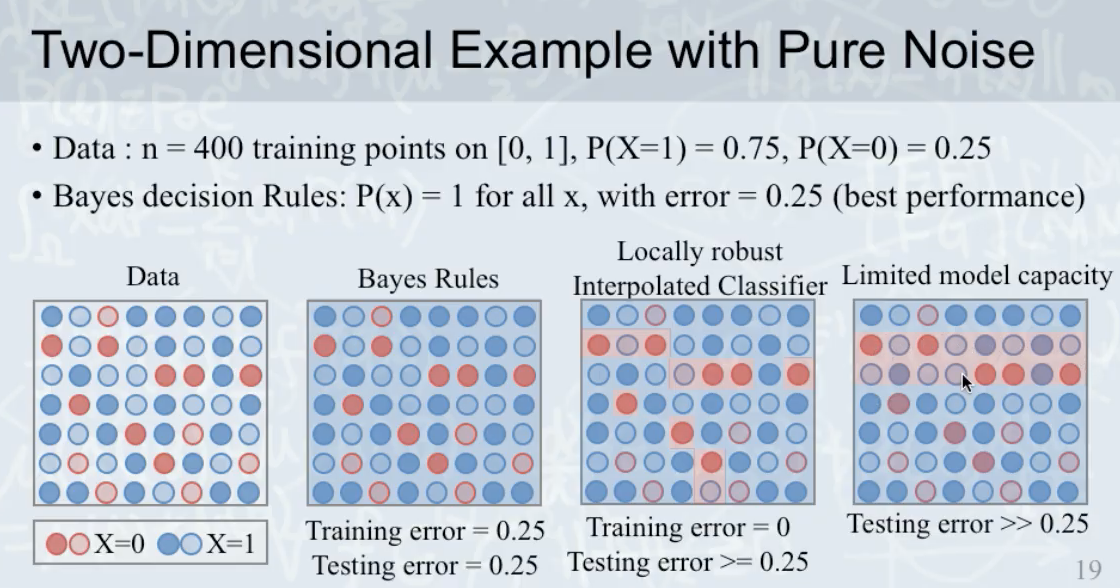 Two-Dimensional Example with Pure Noise
• Data : n = 400 training points on [0, 1], P(X=1) = 0.75, P(X=0) = 0.25
• Bayes decision Rules: P(x) = 1 for all x, with error = 0.25 (best performance)
Data
Bayes Rules
Locally robust
Interpolated Classifier
Limited model capacity
X=0 X=1
Training error = 0.25
Testing error = 0.25
Training error = 0
Testing error >= 0.25
Testing error >> 0.25
19